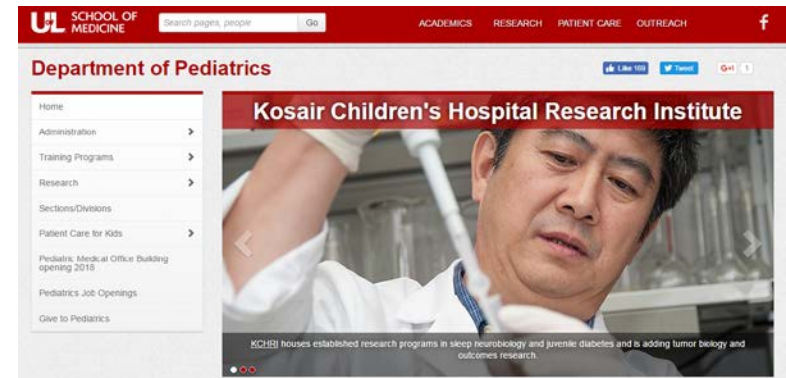 UL SCHOOL OF
MEDICINE
Search pages, people
Go
ACADEMICS RESEARCH PATIENT CARE OUTREACH
f
Department of Pediatrics
Like 169
Tweet
G+1 1
Home
Administration
Training Programs
Research
Sections/Divisions
Patient Care for Kids
Pediatric Medical Office Building
opening 2018
Pediatrics Job Openings
Give to Pediatrics
Kosair Children's Hospital Research Institute
KCHRI houses established research programs in sleep neurobiology and juvenile diabetes and is adding tumor biology and
outcomes research.